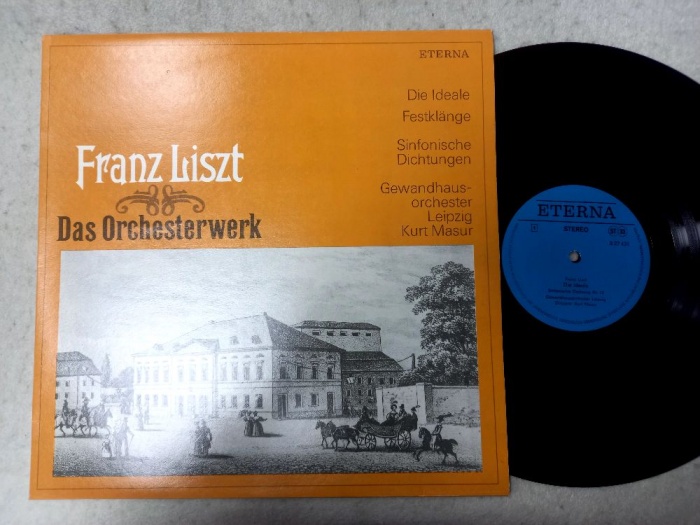 ETERNA
Die Ideale
Festklänge
Sinfonische
Dichtungen
Gewandhaus-
orchester
Leipzig
Kurt Masur
Franz Liszt
Das Orchesterwerk
ETERNA
STEREO